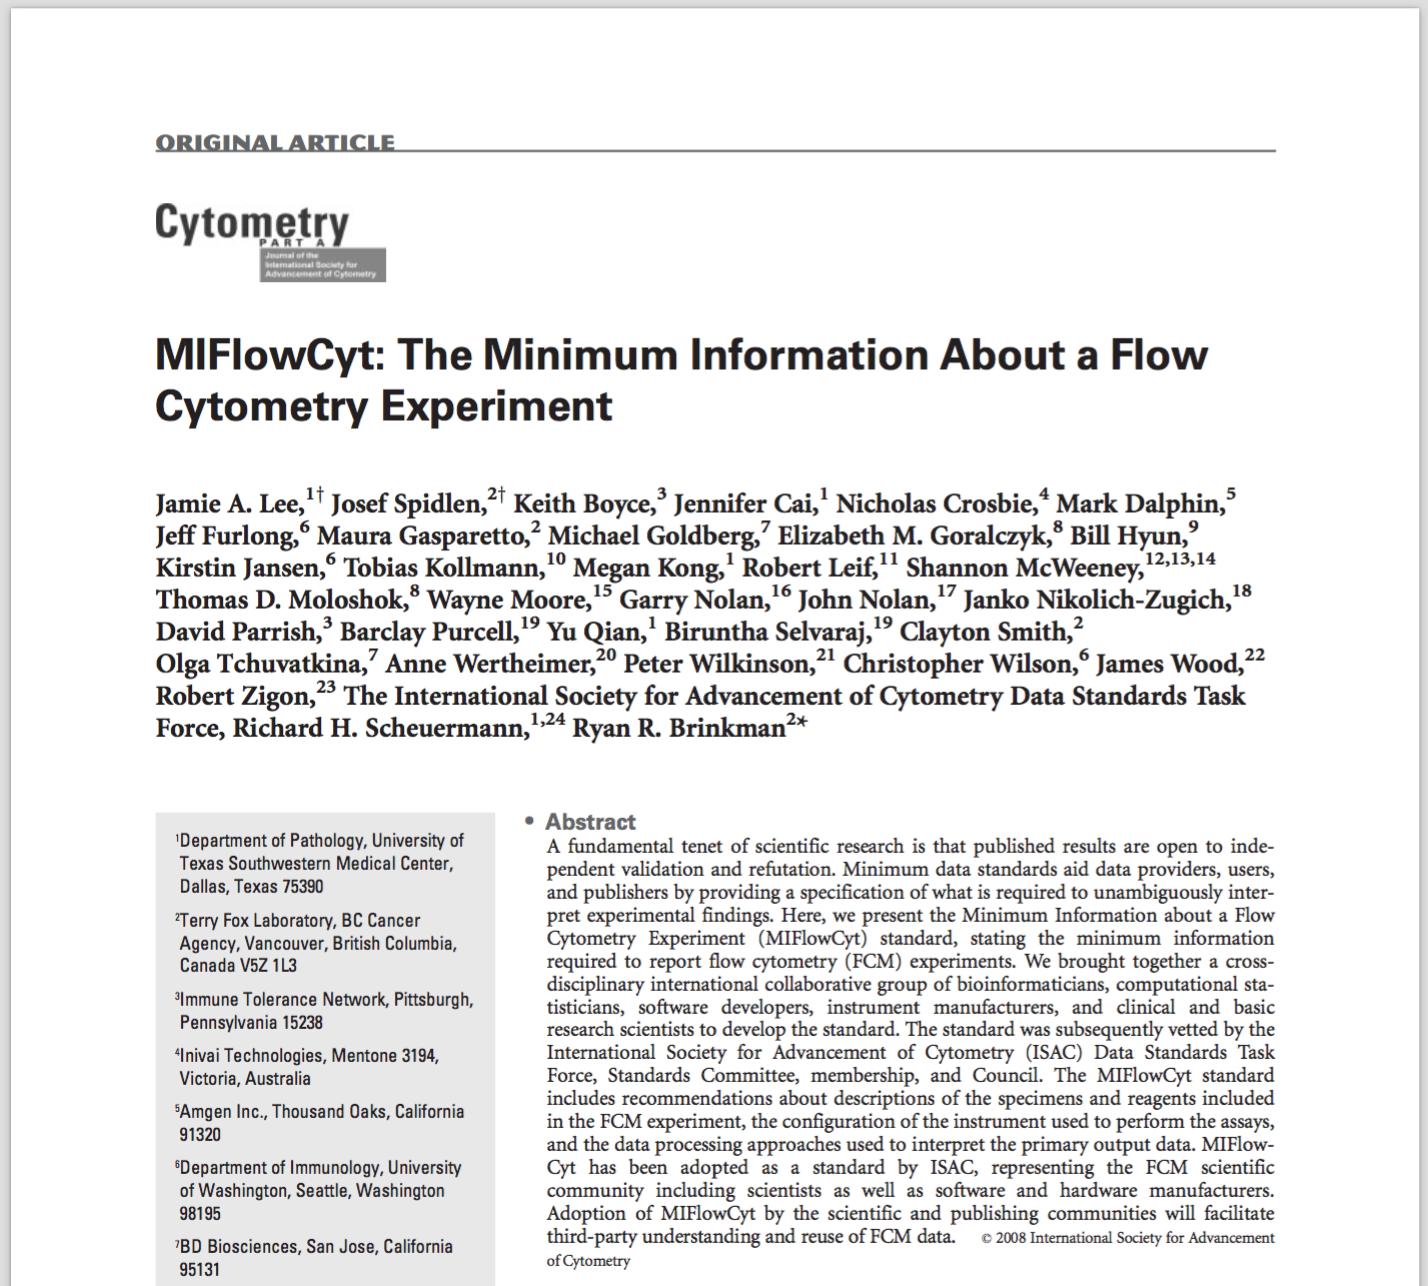 ORIGINAL ARTICLE
Cytometry
PART A
Journal of the
International Society for
Advancement of Cytometry
MIFlowCyt: The Minimum Information About a Flow
Cytometry Experiment
Jamie A. Lee,1† Josef Spidlen,2† Keith Boyce,3 Jennifer Cai,1 Nicholas Crosbie,4 Mark Dalphin,5
Jeff Furlong,6 Maura Gasparetto,2 Michael Goldberg,7 Elizabeth M. Goralczyk,8 Bill Hyun,9
Kirstin Jansen,6 Tobias Kollmann,10 Megan Kong,1 Robert Leif,11 Shannon McWeeney,12,13,14
Thomas D. Moloshok,8 Wayne Moore,15 Garry Nolan,16 John Nolan,17 Janko Nikolich-Zugich,18
David Parrish,3 Barclay Purcell,19 Yu Qian,1 Biruntha Selvaraj,19 Clayton Smith,2
Olga Tchuvatkina,7 Anne Wertheimer,20 Peter Wilkinson,21 Christopher Wilson,6 James Wood,22
Robert Zigon,23 The International Society for Advancement of Cytometry Data Standards Task
Force, Richard H. Scheuermann,1,24 Ryan R. Brinkman2*
1Department of Pathology, University of
Texas Southwestern Medical Center,
Dallas, Texas 75390
2Terry Fox Laboratory, BC Cancer
Agency, Vancouver, British Columbia,
Canada V5Z 1L3
3Immune Tolerance Network, Pittsburgh,
Pennsylvania 15238
4Inivai Technologies, Mentone 3194,
Victoria, Australia
5Amgen Inc., Thousand Oaks, California
91320
6Department of Immunology, University
of Washington, Seattle, Washington
98195
7BD Biosciences, San Jose, California
95131
• Abstract
A fundamental tenet of scientific research is that published results are open to inde-
pendent validation and refutation. Minimum data standards aid data providers, users,
and publishers by providing a specification of what is required to unambiguously inter-
pret experimental findings. Here, we present the Minimum Information about a Flow
Cytometry Experiment (MIFlowCyt) standard, stating the minimum information
required to report flow cytometry (FCM) experiments. We brought together a cross-
disciplinary international collaborative group of bioinformaticians, computational sta-
tisticians, software developers, instrument manufacturers, and clinical and basic
research scientists to develop the standard. The standard was subsequently vetted by the
International Society for Advancement of Cytometry (ISAC) Data Standards Task
Force, Standards Committee, membership, and Council. The MIFlowCyt standard
includes recommendations about descriptions of the specimens and reagents included
in the FCM experiment, the configuration of the instrument used to perform the assays,
and the data processing approaches used to interpret the primary output data. MIFlow-
Cyt has been adopted as a standard by ISAC, representing the FCM scientific
community including scientists as well as software and hardware manufacturers.
Adoption of MIFlowCyt by the scientific and publishing communities will facilitate
third-party understanding and reuse of FCM data. © 2008 International Society for Advancement
of Cytometry